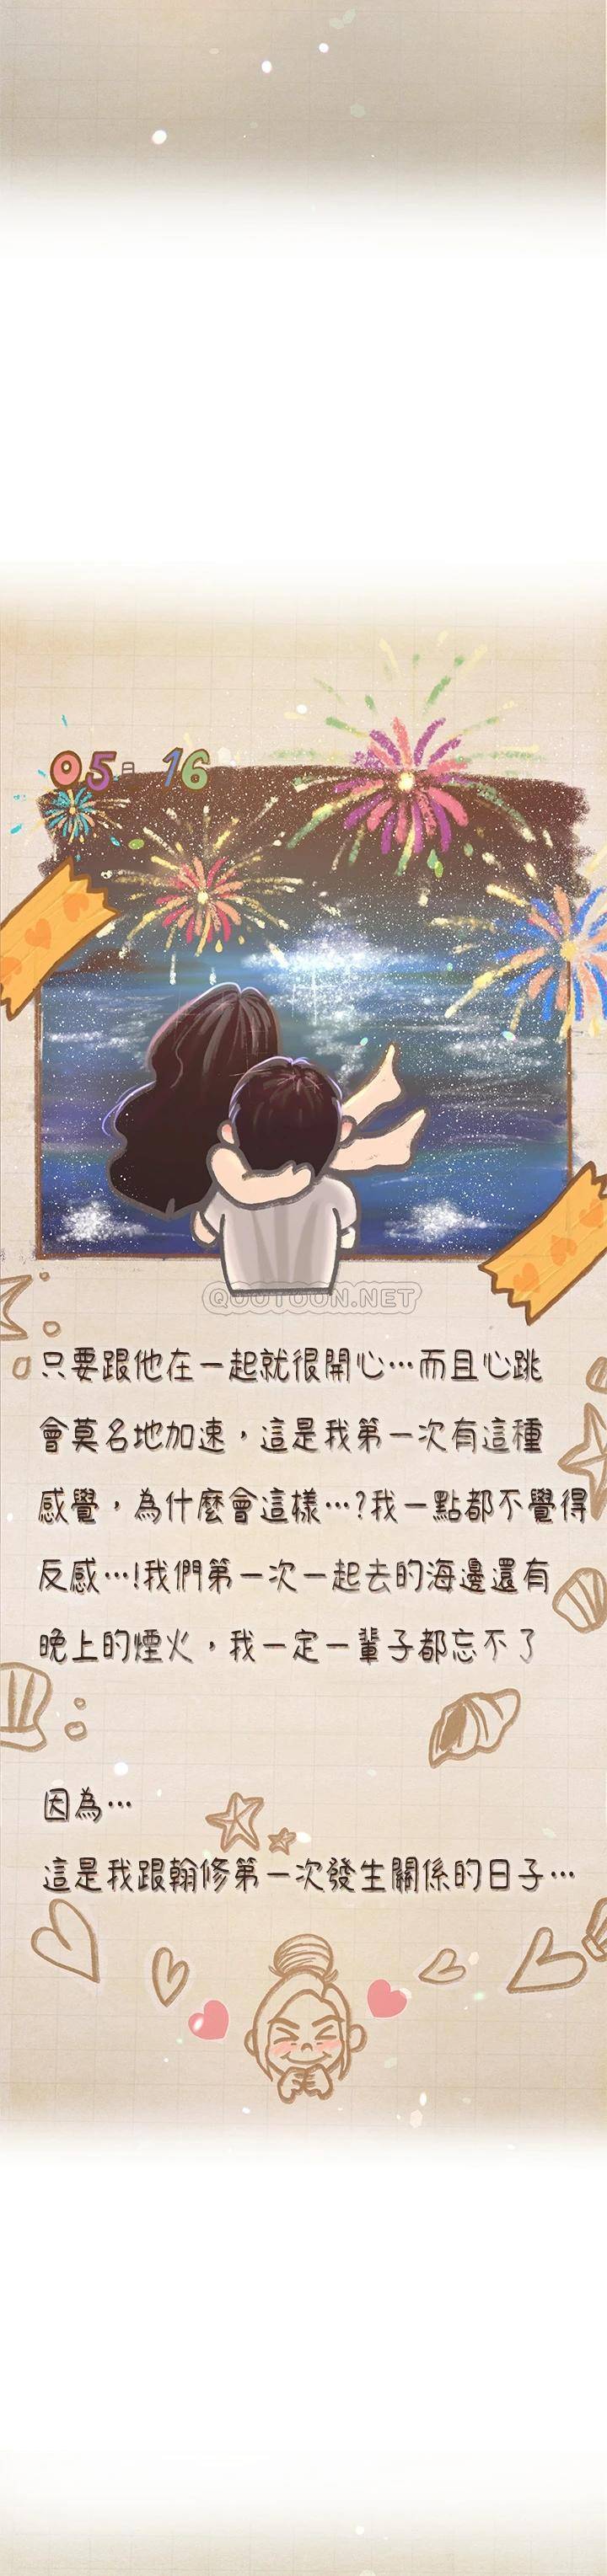 05月 16
QUUTOON.NET
只要跟他在一起就很開心…而且心跳
會莫名地加速，這是我第一次有這種
感覺，為什麼會這樣…?我一點都不覺得
反感…!我們第一次一起去的海邊還有
晚上的煙火，我一定一輩子都忘不了
因為…
這是我跟翰修第一次發生關係的日子…